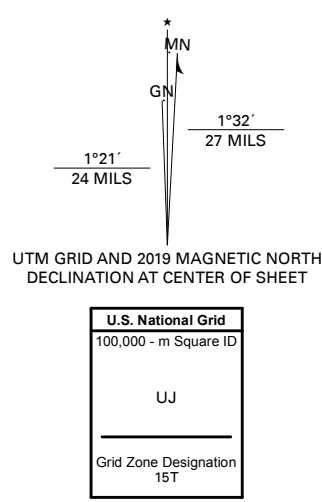 ★
MN
GN
1°32´
27 MILS
1°21´
24 MILS
UTM GRID AND 2019 MAGNETIC NORTH
DECLINATION AT CENTER OF SHEET
U.S. National Grid
100,000 - m Square ID
UJ
Grid Zone Designation
15T